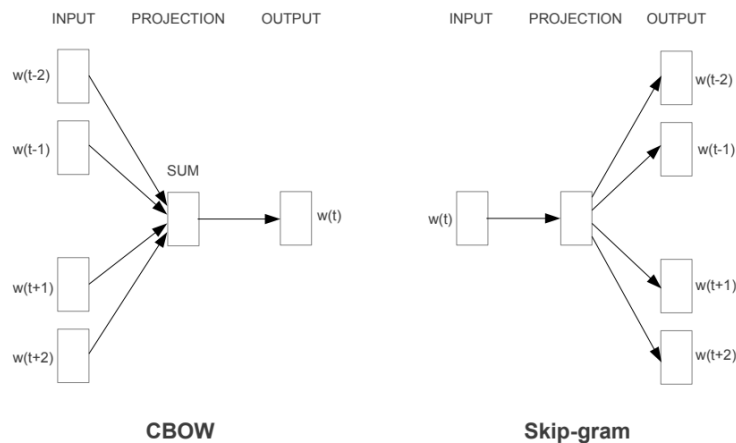 INPUT PROJECTION OUTPUT
w(t-2)
w(t-1)
SUM
w(t)
w(t+1)
w(t+2)
CBOW
INPUT PROJECTION OUTPUT
w(t-2)
w(t-1)
w(t)
w(t+1)
w(t+2)
Skip-gram